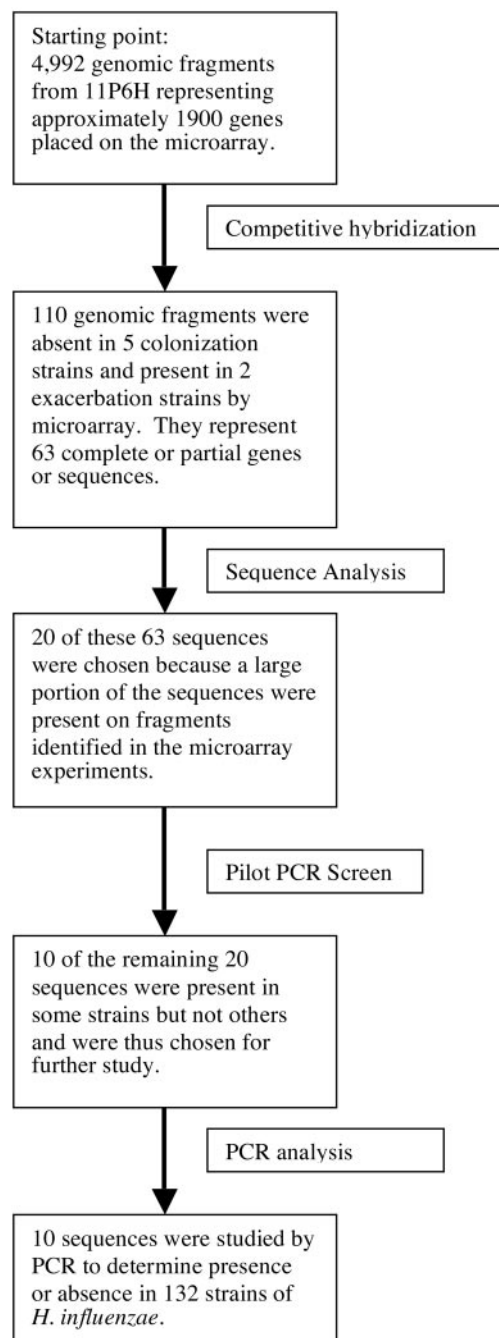 Starting point:
4,992 genomic fragments
from 11P6H representing
approximately 1900 genes
placed on the microarray.
Competitive hybridization
110 genomic fragments were
absent in 5 colonization
strains and present in 2
exacerbation strains by
microarray. They represent
63 complete or partial genes
or sequences.
Sequence Analysis
20 of these 63 sequences
were chosen because a large
portion of the sequences were
present on fragments
identified in the microarray
experiments.
Pilot PCR Screen
10 of the remaining 20
sequences were present in
some strains but not others
and were thus chosen for
further study.
PCR analysis
10 sequences were studied by
PCR to determine presence
or absence in 132 strains of
H. influenzae.